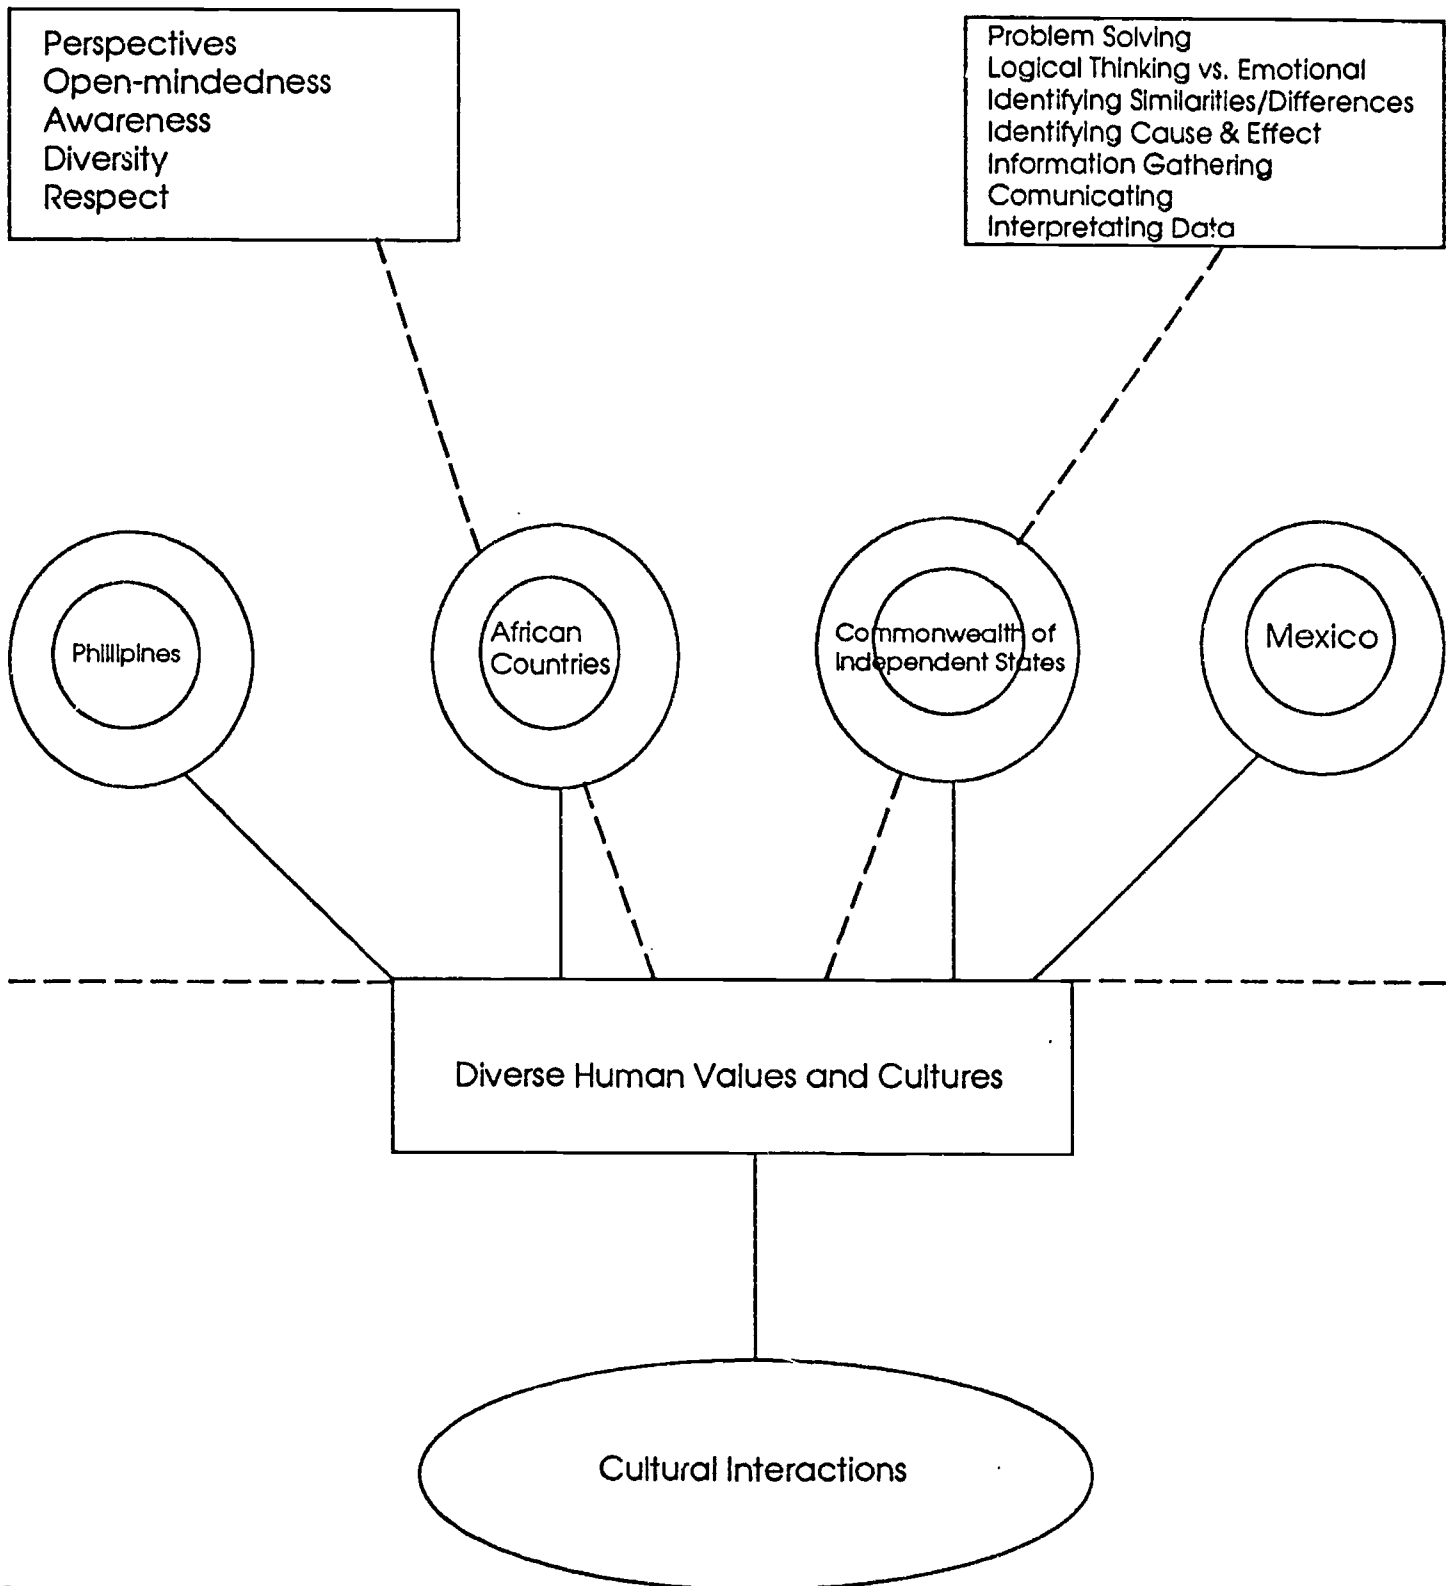 Perspectives
Open-mindedness
Awareness
Diversity
Respect
Problem Solving
Logical Thinking vs. Emotional
Identifying Similarities/Differences
Identifying Cause & Effect
Information Gathering
Comunicating
Interpretating Data
Phillipines
African
Countries
Commonwealth of
Independent States
Mexico
Diverse Human Values and Cultures
Cultural Interactions